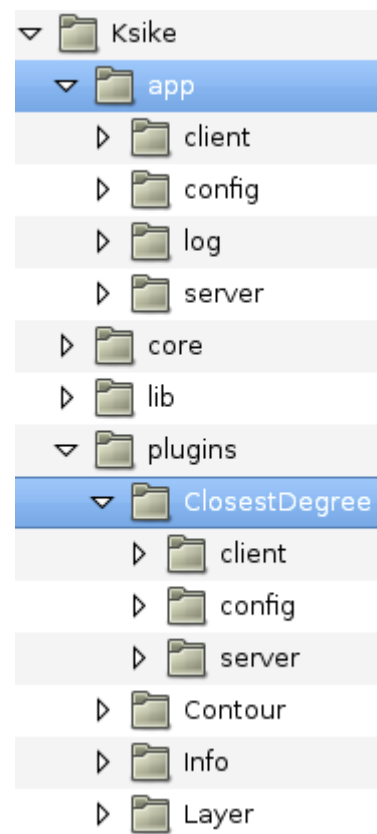 Ksike
app
client
config
log
server
core
lib
plugins
ClosestDegree
client
config
server
Contour
Info
Layer